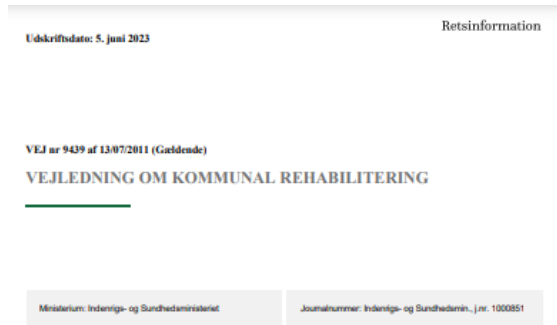 Retsinformation
Udskriftsdato: 5. juni 2023
VEJ nr 9439 af 13/07/2011 (Gældende)
VEJLEDNING OM KOMMUNAL REHABILITERING
Ministerium: Indenrigs- og Sundhedsministeriet
Journalnummer: Indenrigs- og Sundhedsmin., j.nr. 1000851